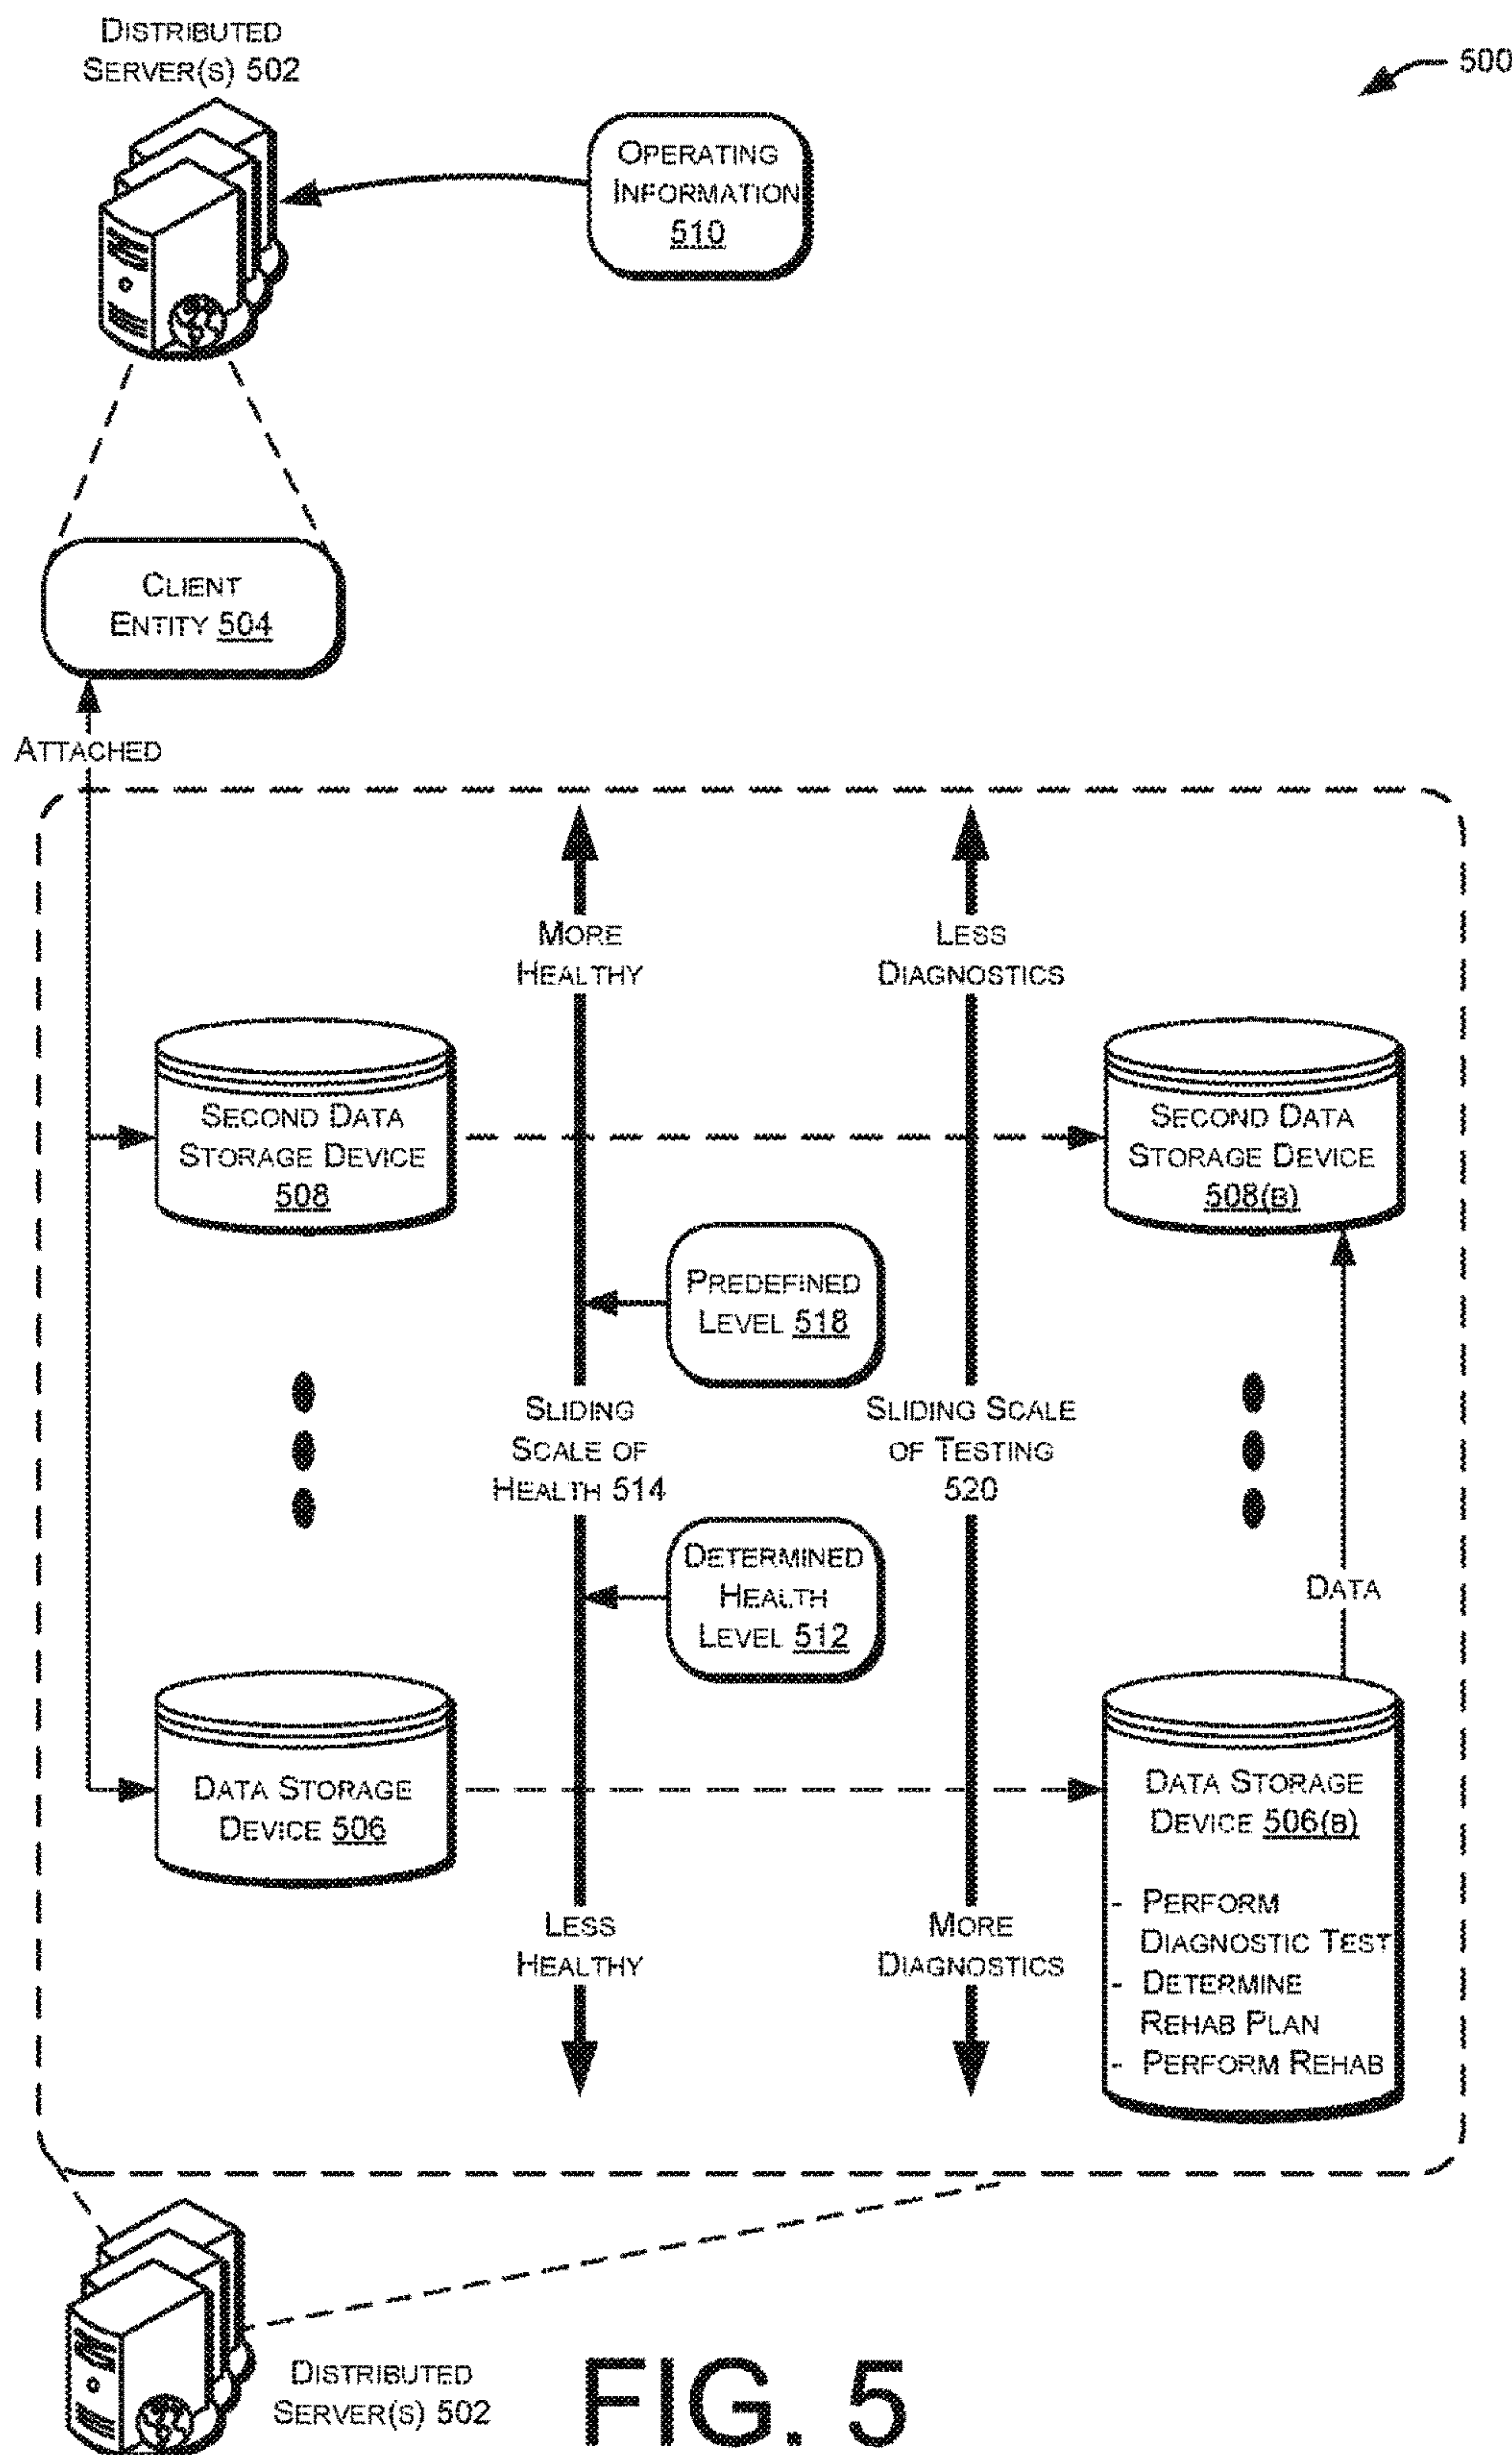 DISTRIBUTED
SERVER(S) 502
500
OPERATING
INFORMATION
510
CLIENT
ENTITY 504
ATTACHED
MORE
HEALTHY
LESS
DIAGNOSTICS
SECOND DATA
STORAGE DEVICE
508
SECOND DATA
STORAGE DEVICE
508(B)
PREDEFINED
LEVEL 518
SLIDING
SCALE OF
HEALTH 514
SLIDING SCALE
OF TESTING
520
DETERMINED
HEALTH
LEVEL 512
DATA
DATA STORAGE
DEVICE 506
DATA STORAGE
DEVICE 506(B)
- PERFORM
DIAGNOSTIC TEST
- DETERMINE
REHAB PLAN
- PERFORM REHAB
LESS
HEALTHY
MORE
DIAGNOSTICS
DISTRIBUTED
SERVER(S) 502
FIG. 5